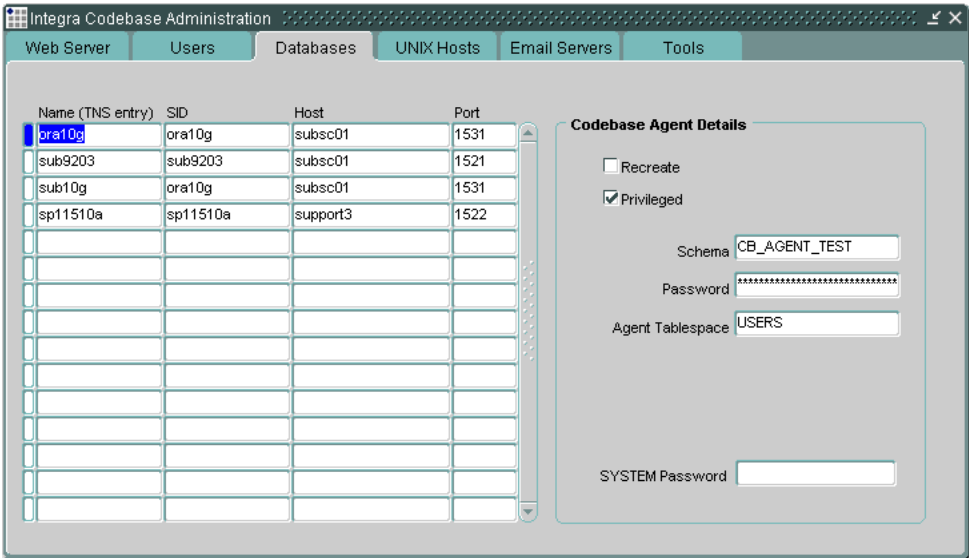 Integra Codebase Administration
Web Server Users Databases UNIX Hosts Email Servers Tools
Name (TNS entry) SID Host Port
ora10g ora10g subsc01 1531
sub9203 sub9203 subsc01 1521
sub10g ora10g subsc01 1531
sp11510a sp11510a support3 1522
Codebase Agent Details
Recreate
Privileged
Schema CB_AGENT_TEST
Password ******************************
Agent Tablespace USERS
SYSTEM Password